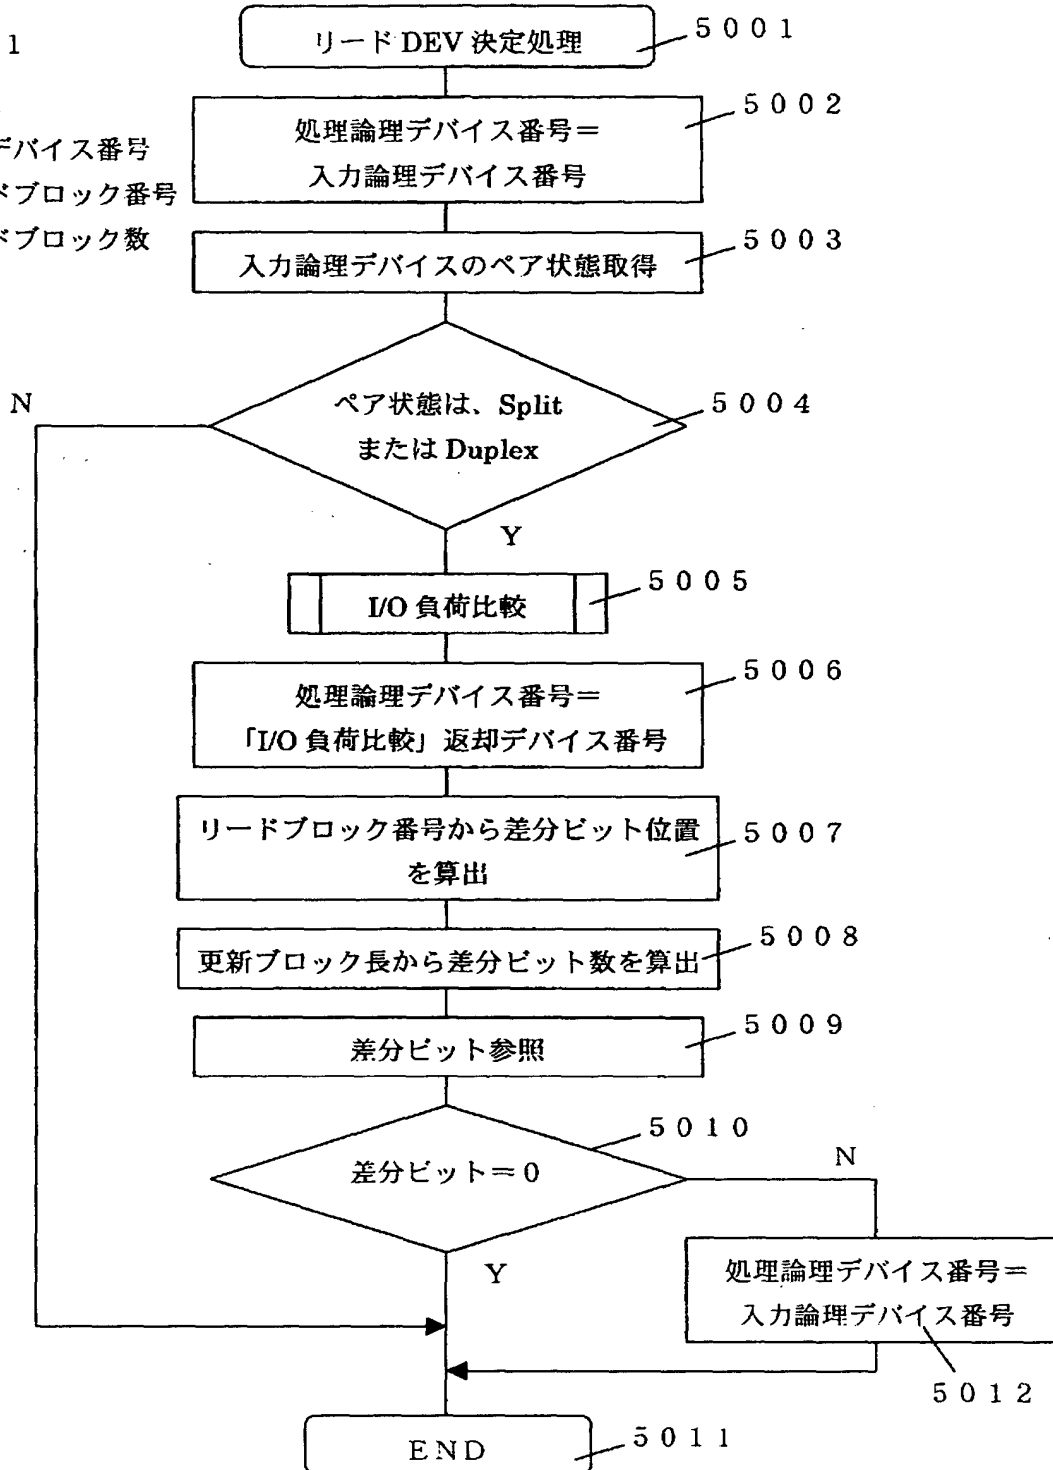 1
リード DEV 決定処理
5001
処理論理デバイス番号＝
入力論理デバイス番号
5002
デバイス番号
ドブロック番号
ドブロック数
入力論理デバイスのペア状態取得
5003
N
ペア状態は、Split
または Duplex
5004
Y
I/O 負荷比較
5005
処理論理デバイス番号＝
「I/O 負荷比較」返却デバイス番号
5006
リードブロック番号から差分ビット位置
を算出
5007
更新ブロック長から差分ビット数を算出
5008
差分ビット参照
5009
差分ビット＝0
5010
N
Y
処理論理デバイス番号＝
入力論理デバイス番号
5012
END
5011